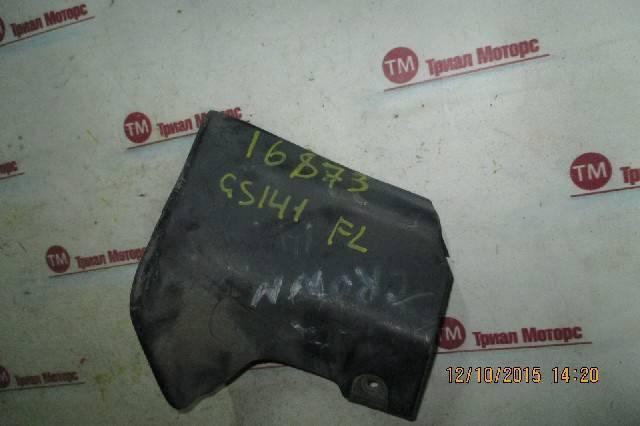 ТМ Триал Моторс
ТМ Триал Моторс
ТМ Триал Моторс
ТМ Триал Моторс
ТМ Триал Моторс
ТМ Триал Моторс
16873
GS141 FL
CROWN
12/10/2015 14:20